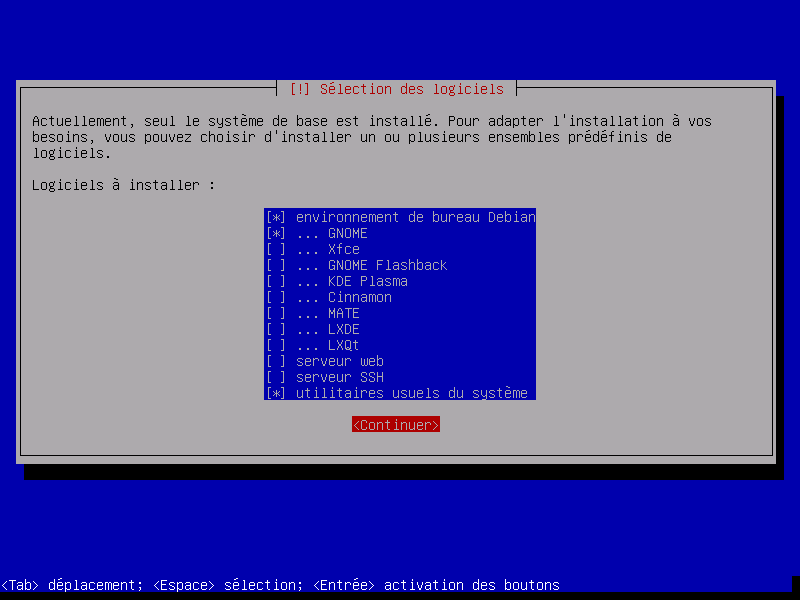 [!] Sélection des logiciels
Actuellement, seul le système de base est installé. Pour adapter l'installation à vos
besoins, vous pouvez choisir d'installer un ou plusieurs ensembles prédéfinis de
logiciels.
Logiciels à installer :
[*] environnement de bureau Debian
[*] ... GNOME
[ ] ... Xfce
[ ] ... GNOME Flashback
[ ] ... KDE Plasma
[ ] ... Cinnamon
[ ] ... MATE
[ ] ... LXDE
[ ] ... LXQt
[ ] serveur web
[ ] serveur SSH
[*] utilitaires usuels du système
<Continuer>
<Tab> déplacement; <Espace> sélection; <Entrée> activation des boutons